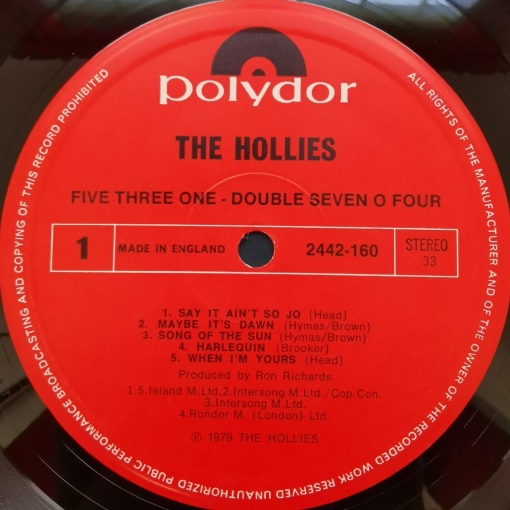 polydor
THE HOLLIES
FIVE THREE ONE - DOUBLE SEVEN O FOUR
1
MADE IN ENGLAND
2442-160
STEREO
33
1. SAY IT AIN'T SO JO (Head)
2. MAYBE IT'S DAWN (Hymas/Brown)
3. SONG OF THE SUN (Hymas/Brown)
4. HARLEQUIN (Brooker)
5. WHEN I'M YOURS (Head)
Produced by Ron Richards
1.5.Island M.Ltd.2.Intersong M.Ltd./Cop.Con.
3.Intersong M.Ltd.
4.Rondor M. (London) Ltd.
℗ 1979 THE HOLLIES
ALL RIGHTS OF THE MANUFACTURER AND OF THE OWNER OF THE RECORDED WORK RESERVED UNAUTHORIZED PUBLIC PERFORMANCE BROADCASTING AND COPYING OF THIS RECORD PROHIBITED